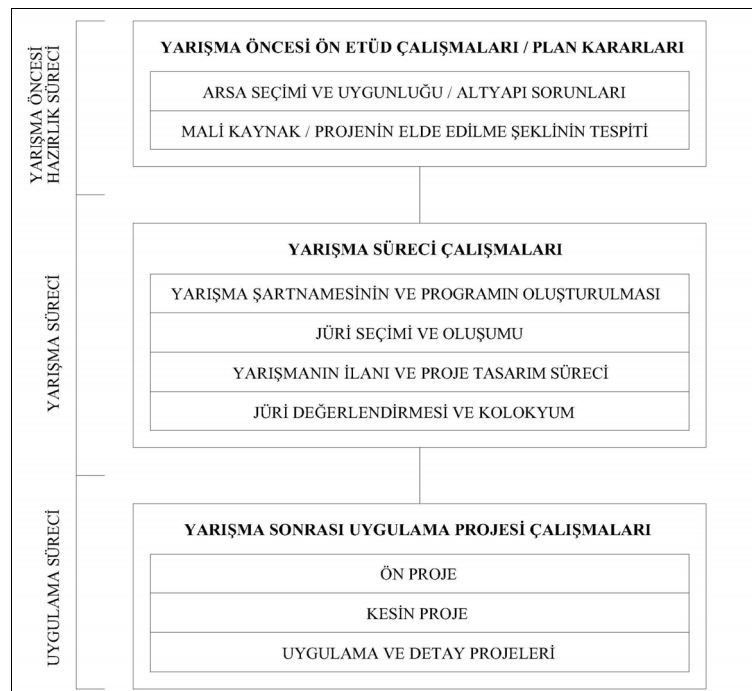 YARIŞMA ÖNCESİ
HAZIRLIK SÜRECİ
YARIŞMA ÖNCESİ ÖN ETÜD ÇALIŞMALARI / PLAN KARARLARI
ARSA SEÇİMİ VE UYGUNLUĞU / ALTYAPI SORUNLARI
MALİ KAYNAK / PROJENİN ELDE EDİLME ŞEKLİNİN TESPİTİ
YARIŞMA SÜRECİ
YARIŞMA SÜRECİ ÇALIŞMALARI
YARIŞMA ŞARTNAMESİNİN VE PROGRAMIN OLUŞTURULMASI
JÜRİ SEÇİMİ VE OLUŞUMU
YARIŞMANIN İLANI VE PROJE TASARIM SÜRECİ
JÜRİ DEĞERLENDİRMESİ VE KOLOKYUM
UYGULAMA SÜRECİ
YARIŞMA SONRASI UYGULAMA PROJESİ ÇALIŞMALARI
ÖN PROJE
KESİN PROJE
UYGULAMA VE DETAY PROJELERİ